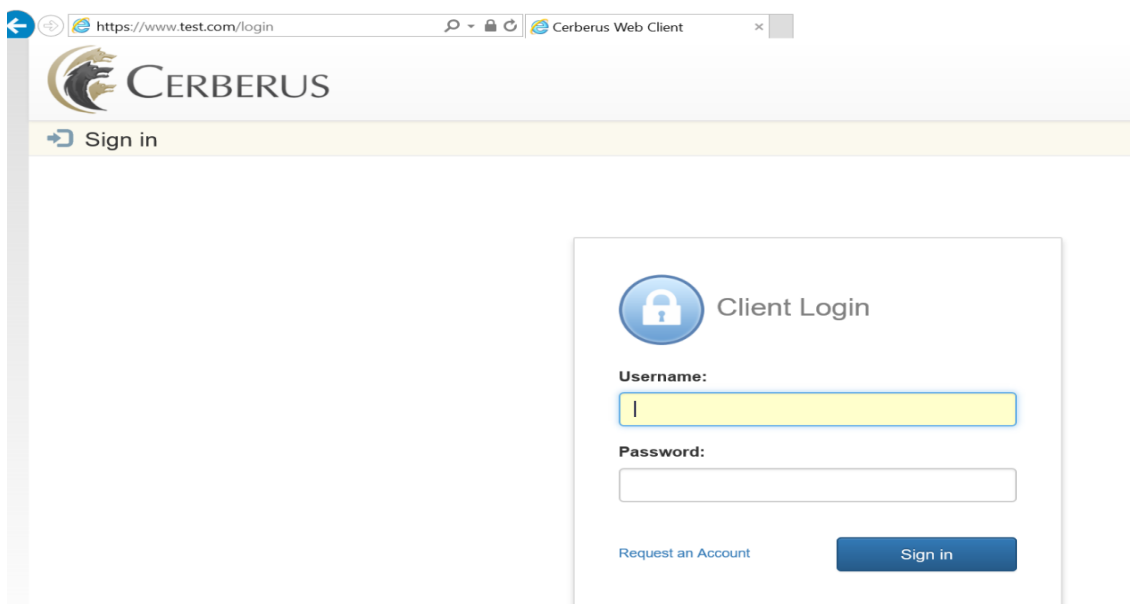 https://www.test.com/login
Cerberus Web Client
CERBERUS
Sign in
Client Login
Username:
Password:
Request an Account
Sign in